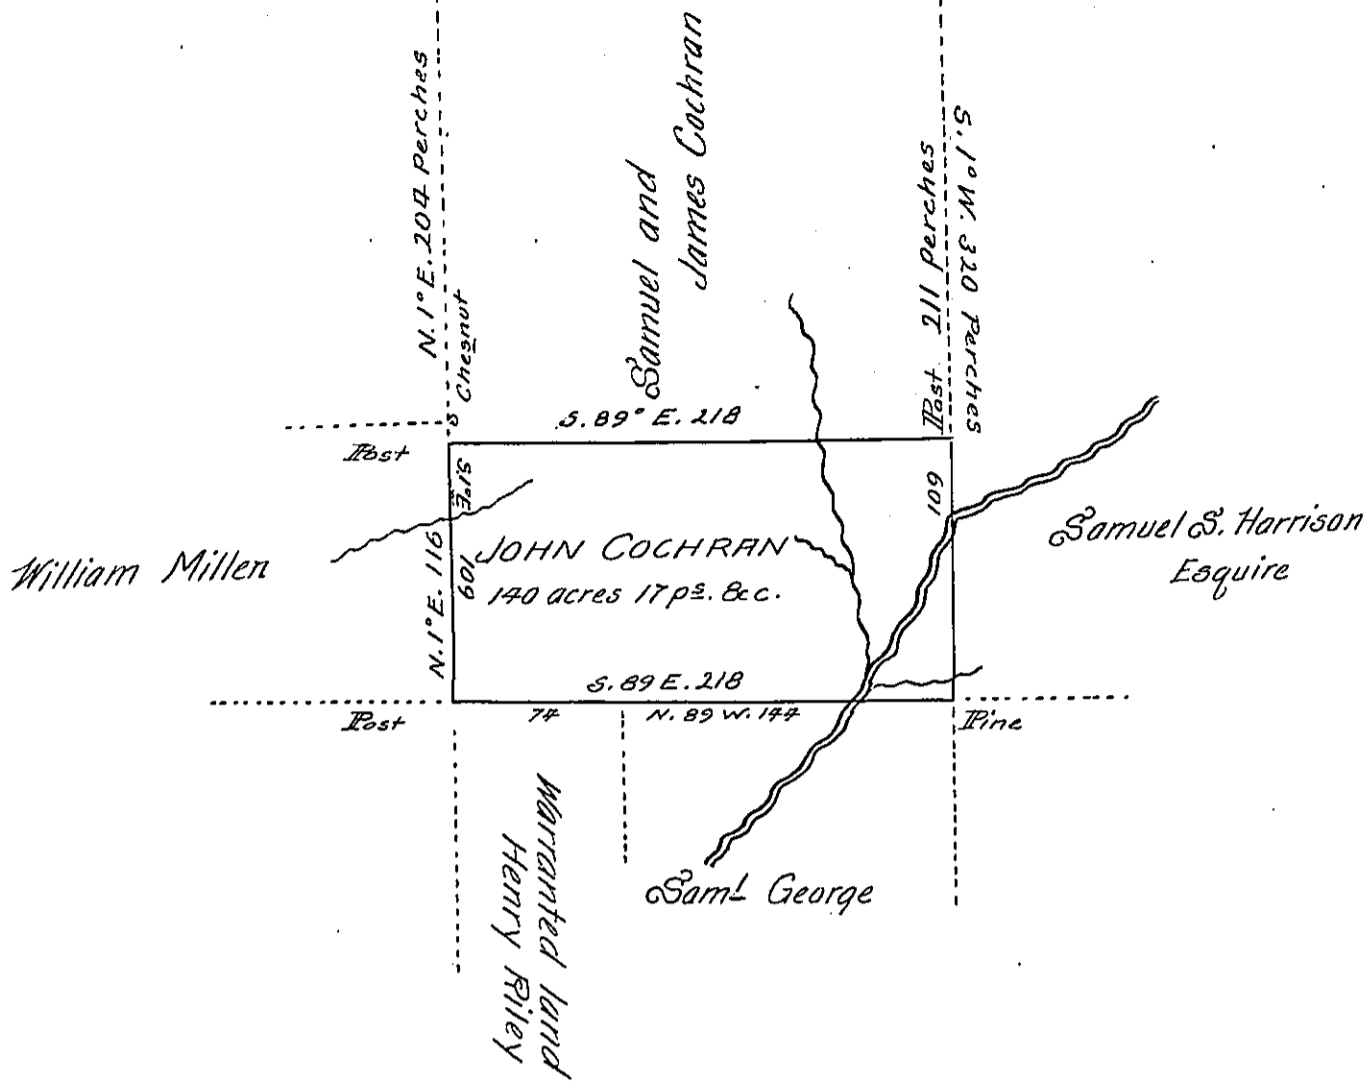 N. 1° E. 204 Perches
Samuel and
James Cochran
Post 211 perches
S. 1° W. 320 Perches
Chesnut
S. 89° E. 218
Post
S 1° E
109
109
William Millen
N. 1° E. 116
JOHN COCHRAN
140 acres 17 ps. &c.
Samuel S. Harrison
Esquire
S. 89 E. 218
Post
74
N. 89 W. 144
Pine
Warranted land
Henry Riley
Saml George